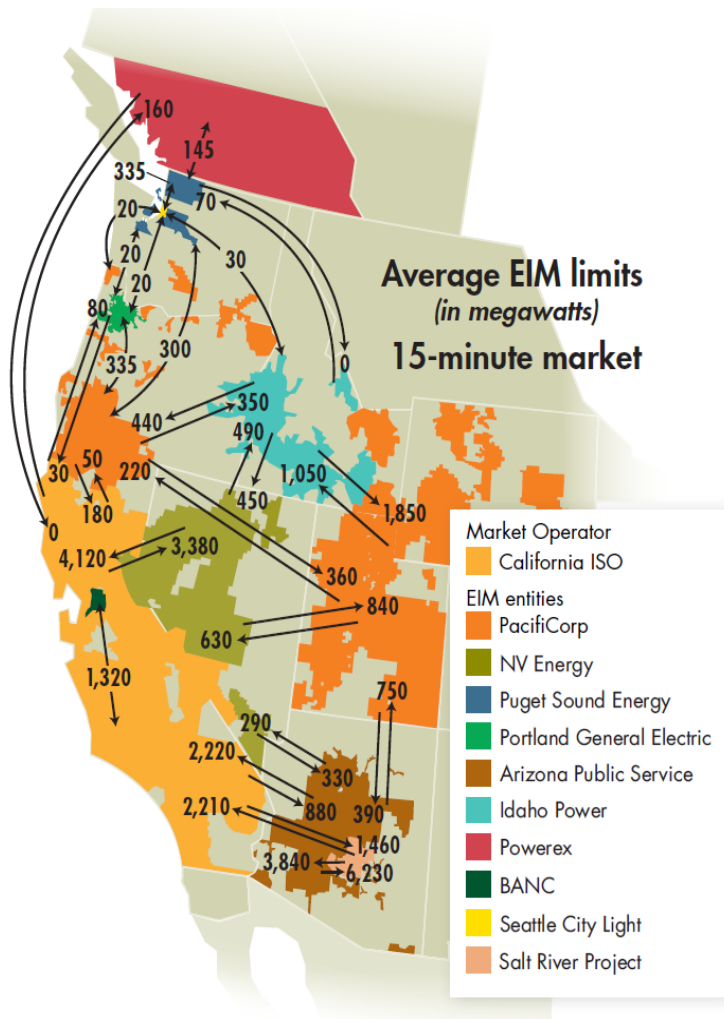 160
145
335
70
20
30
20
20
80
Average EIM limits
(in megawatts)
15-minute market
0
300
335
350
440
490
50
30
220
1,050
450
180
1,850
0
4,120
3,380
360
840
630
1,320
750
290
2,220
330
2,210
880
390
1,460
3,840
6,230
Market Operator
California ISO
EIM entities
PacifiCorp
NV Energy
Puget Sound Energy
Portland General Electric
Arizona Public Service
Idaho Power
Powerex
BANC
Seattle City Light
Salt River Project